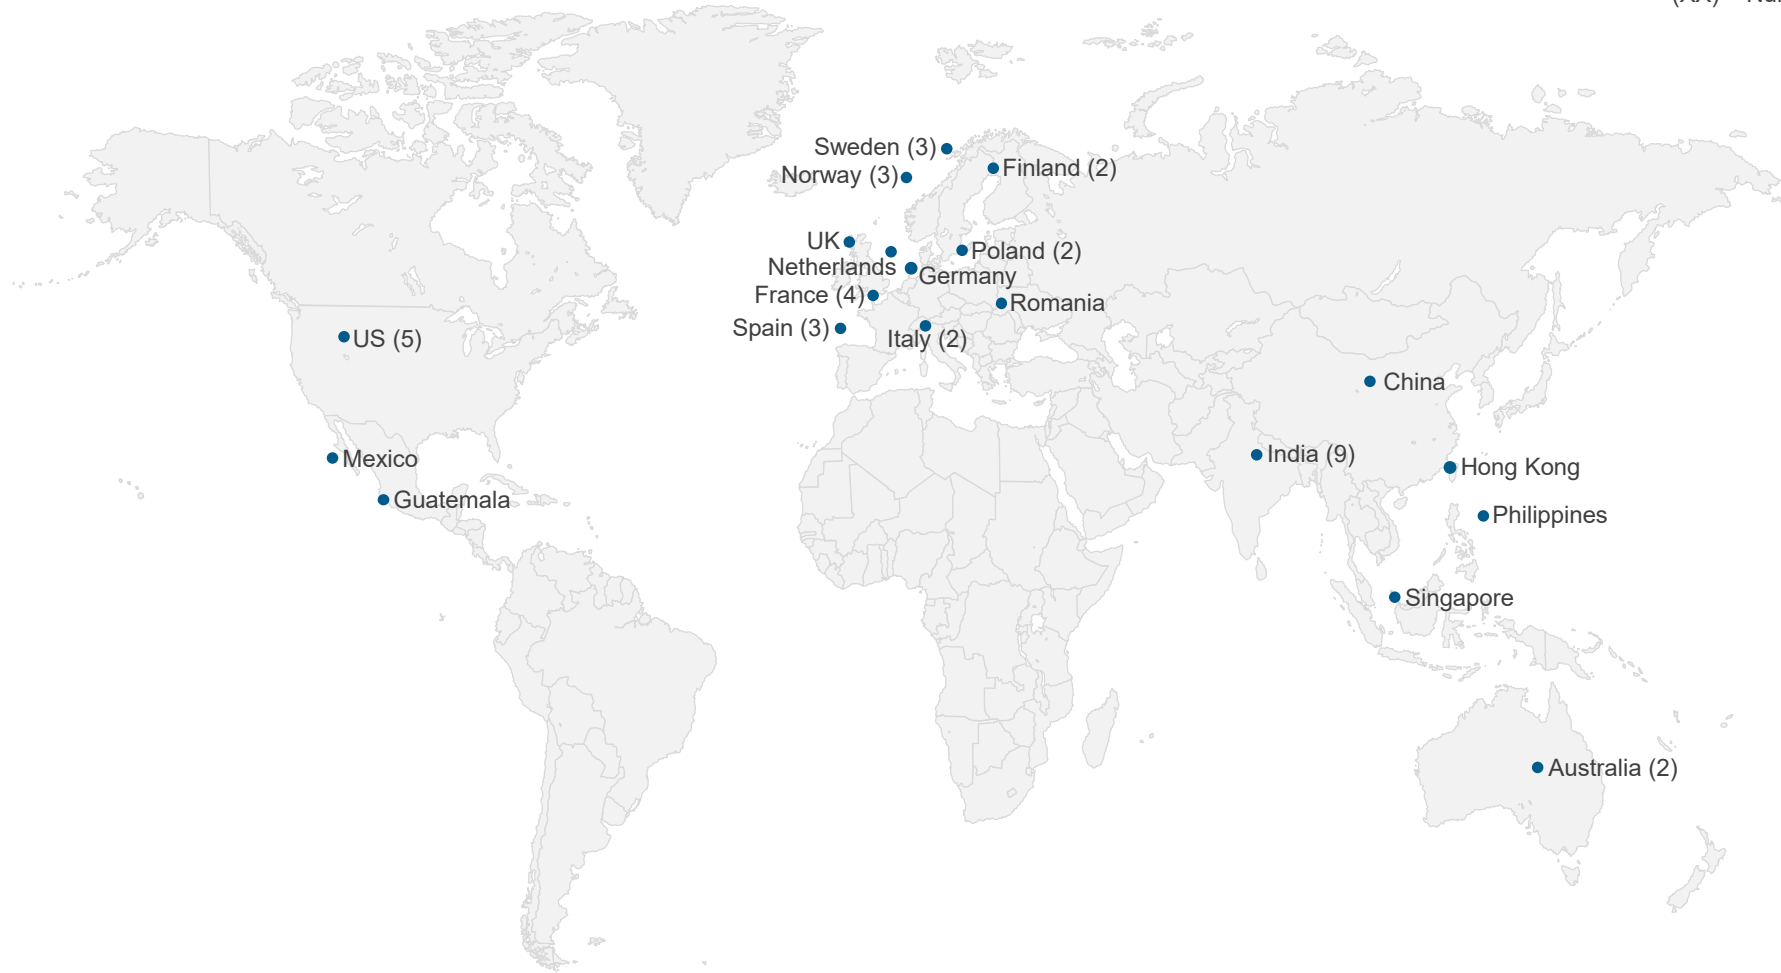 Sweden (3)
Norway (3)
Finland (2)
UK
Poland (2)
Netherlands
Germany
France (4)
Romania
Spain (3)
Italy (2)
US (5)
China
Mexico
India (9)
Hong Kong
Guatemala
Philippines
Singapore
Australia (2)